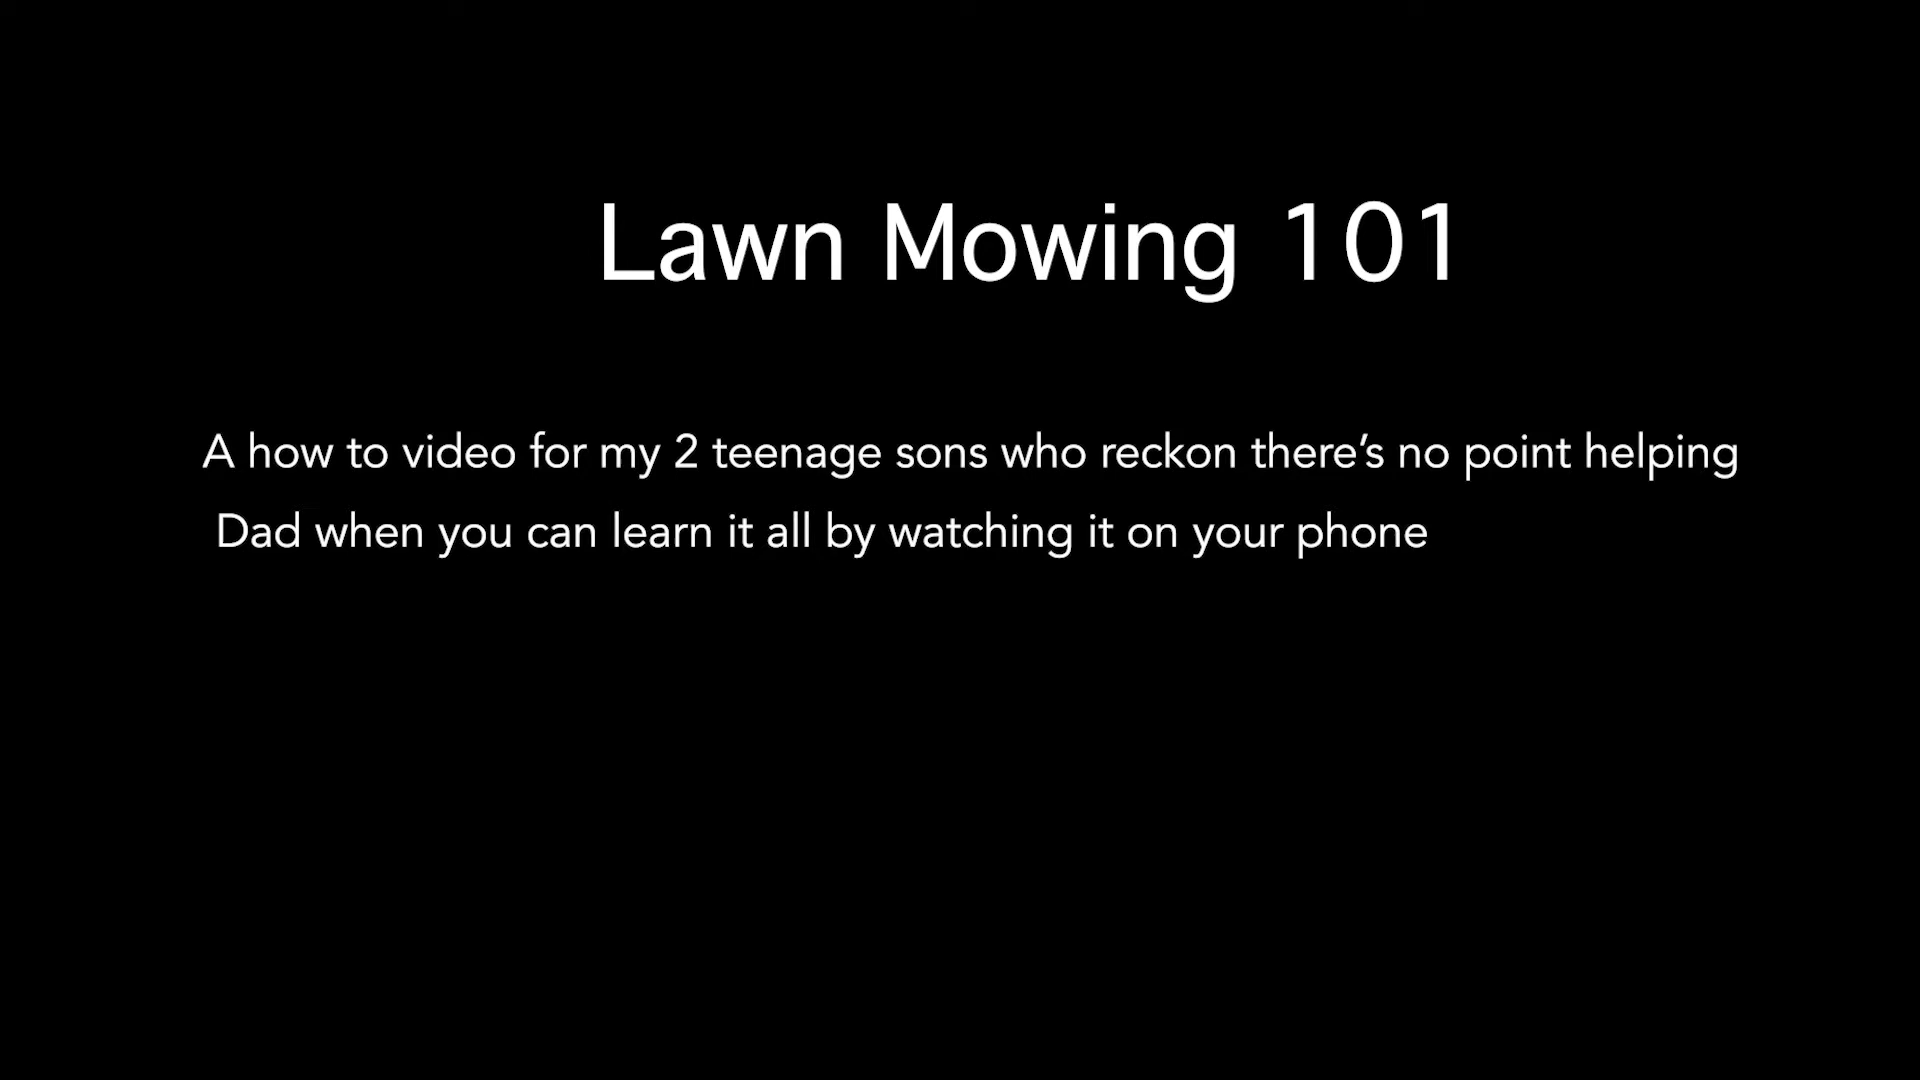 Lawn Mowing 101
A how to video for my 2 teenage sons who reckon there’s no point helping
Dad when you can learn it all by watching it on your phone